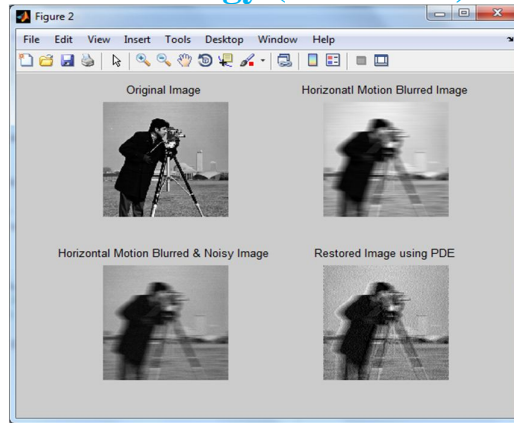 Figure 2
File Edit View Insert Tools Desktop Window Help
Original Image
Horizonatl Motion Blurred Image
Horizontal Motion Blurred & Noisy Image
Restored Image using PDE